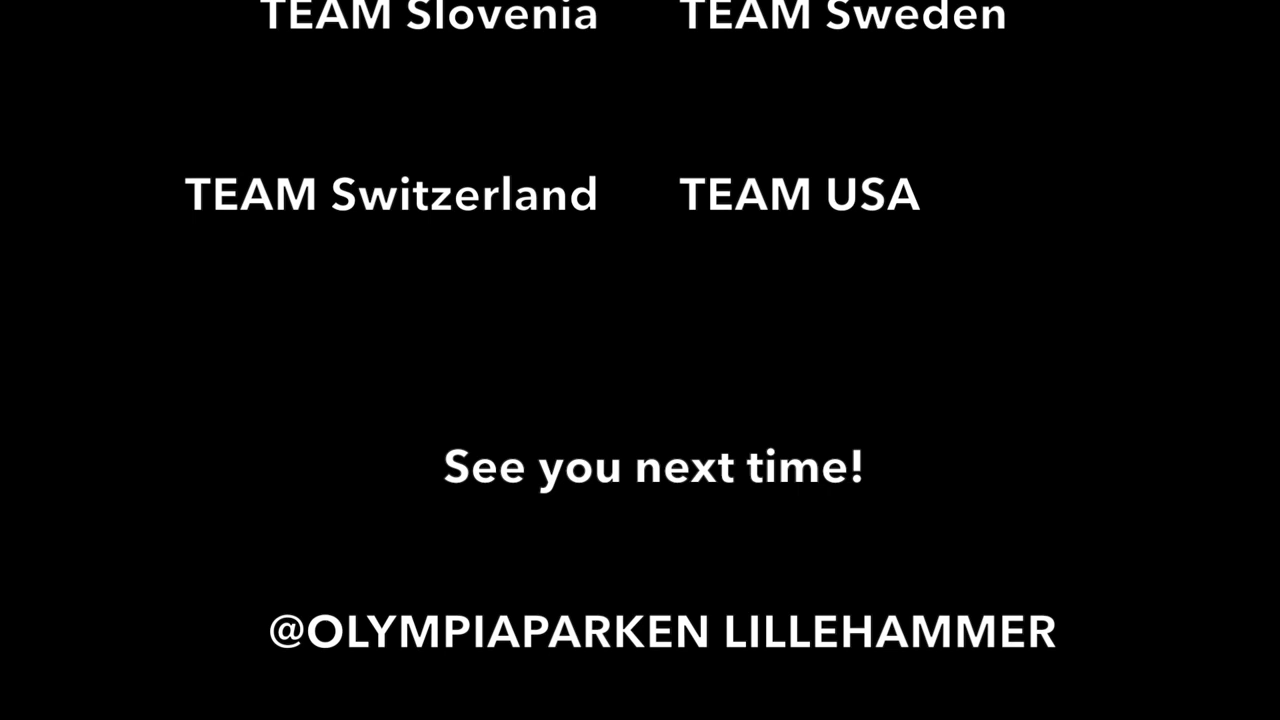 TEAM Slovenia TEAM Sweden
TEAM Switzerland TEAM USA
See you next time!
@OLYMPIAPARKEN LILLEHAMMER